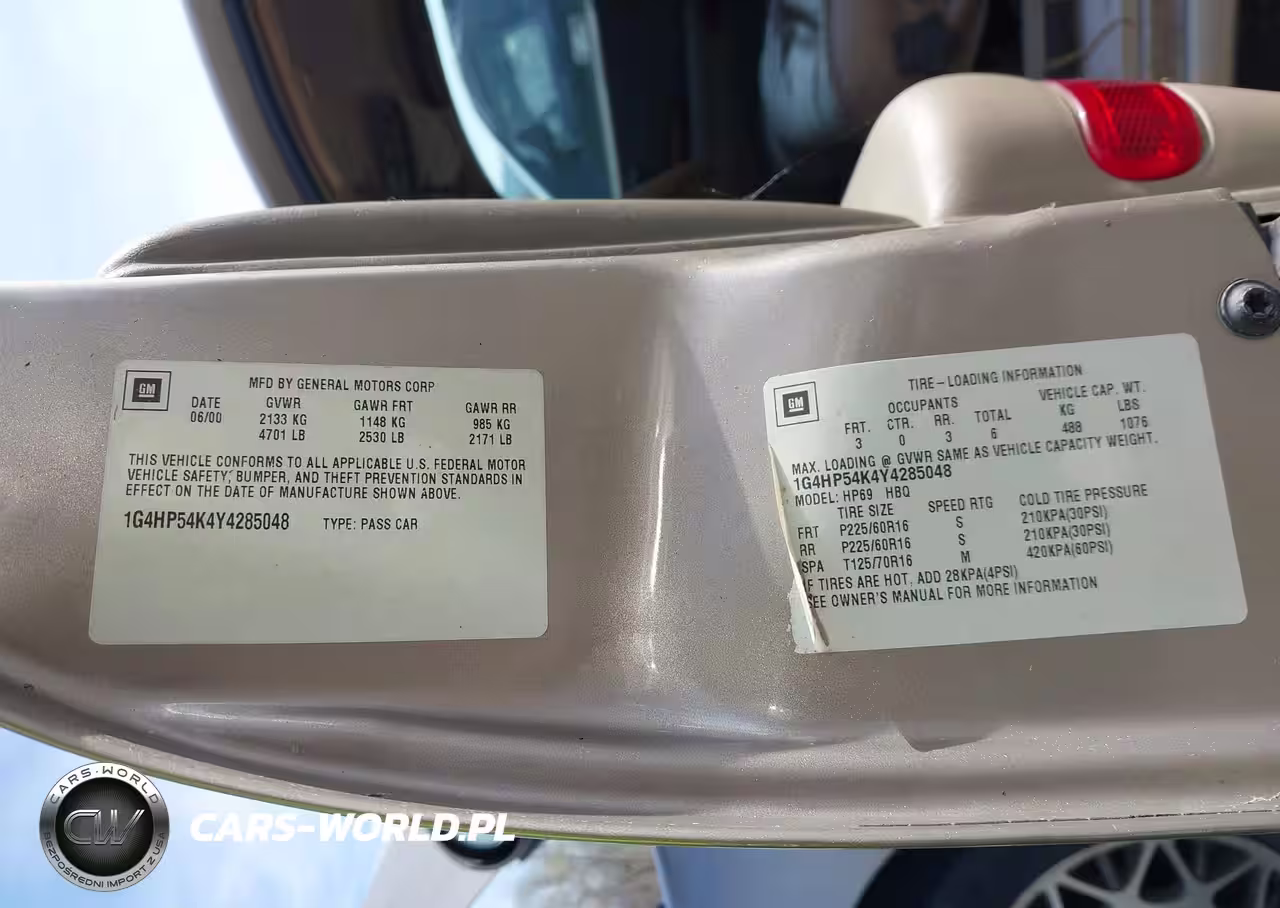 GM
MFD BY GENERAL MOTORS CORP
DATE GVWR GAWR FRT GAWR RR
06/00 2133 KG 1148 KG 985 KG
4701 LB 2530 LB 2171 LB
THIS VEHICLE CONFORMS TO ALL APPLICABLE U.S. FEDERAL MOTOR
VEHICLE SAFETY, BUMPER, AND THEFT PREVENTION STANDARDS IN
EFFECT ON THE DATE OF MANUFACTURE SHOWN ABOVE.
1G4HP54K4Y4285048 TYPE: PASS CAR
GM
TIRE-LOADING INFORMATION
OCCUPANTS VEHICLE CAP. WT.
FRT. CTR. RR. TOTAL KG LBS
3 0 3 6 488 1076
MAX. LOADING @ GVWR SAME AS VEHICLE CAPACITY WEIGHT.
1G4HP54K4Y4285048
MODEL: HP69 HBQ
TIRE SIZE SPEED RTG COLD TIRE PRESSURE
FRT P225/60R16 S 210KPA(30PSI)
RR P225/60R16 S 210KPA(30PSI)
SPA T125/70R16 M 420KPA(60PSI)
IF TIRES ARE HOT, ADD 28KPA(4PSI)
SEE OWNER'S MANUAL FOR MORE INFORMATION
CARS-WORLD
CW
BEZPOŚREDNI IMPORT Z USA
CARS-WORLD.PL